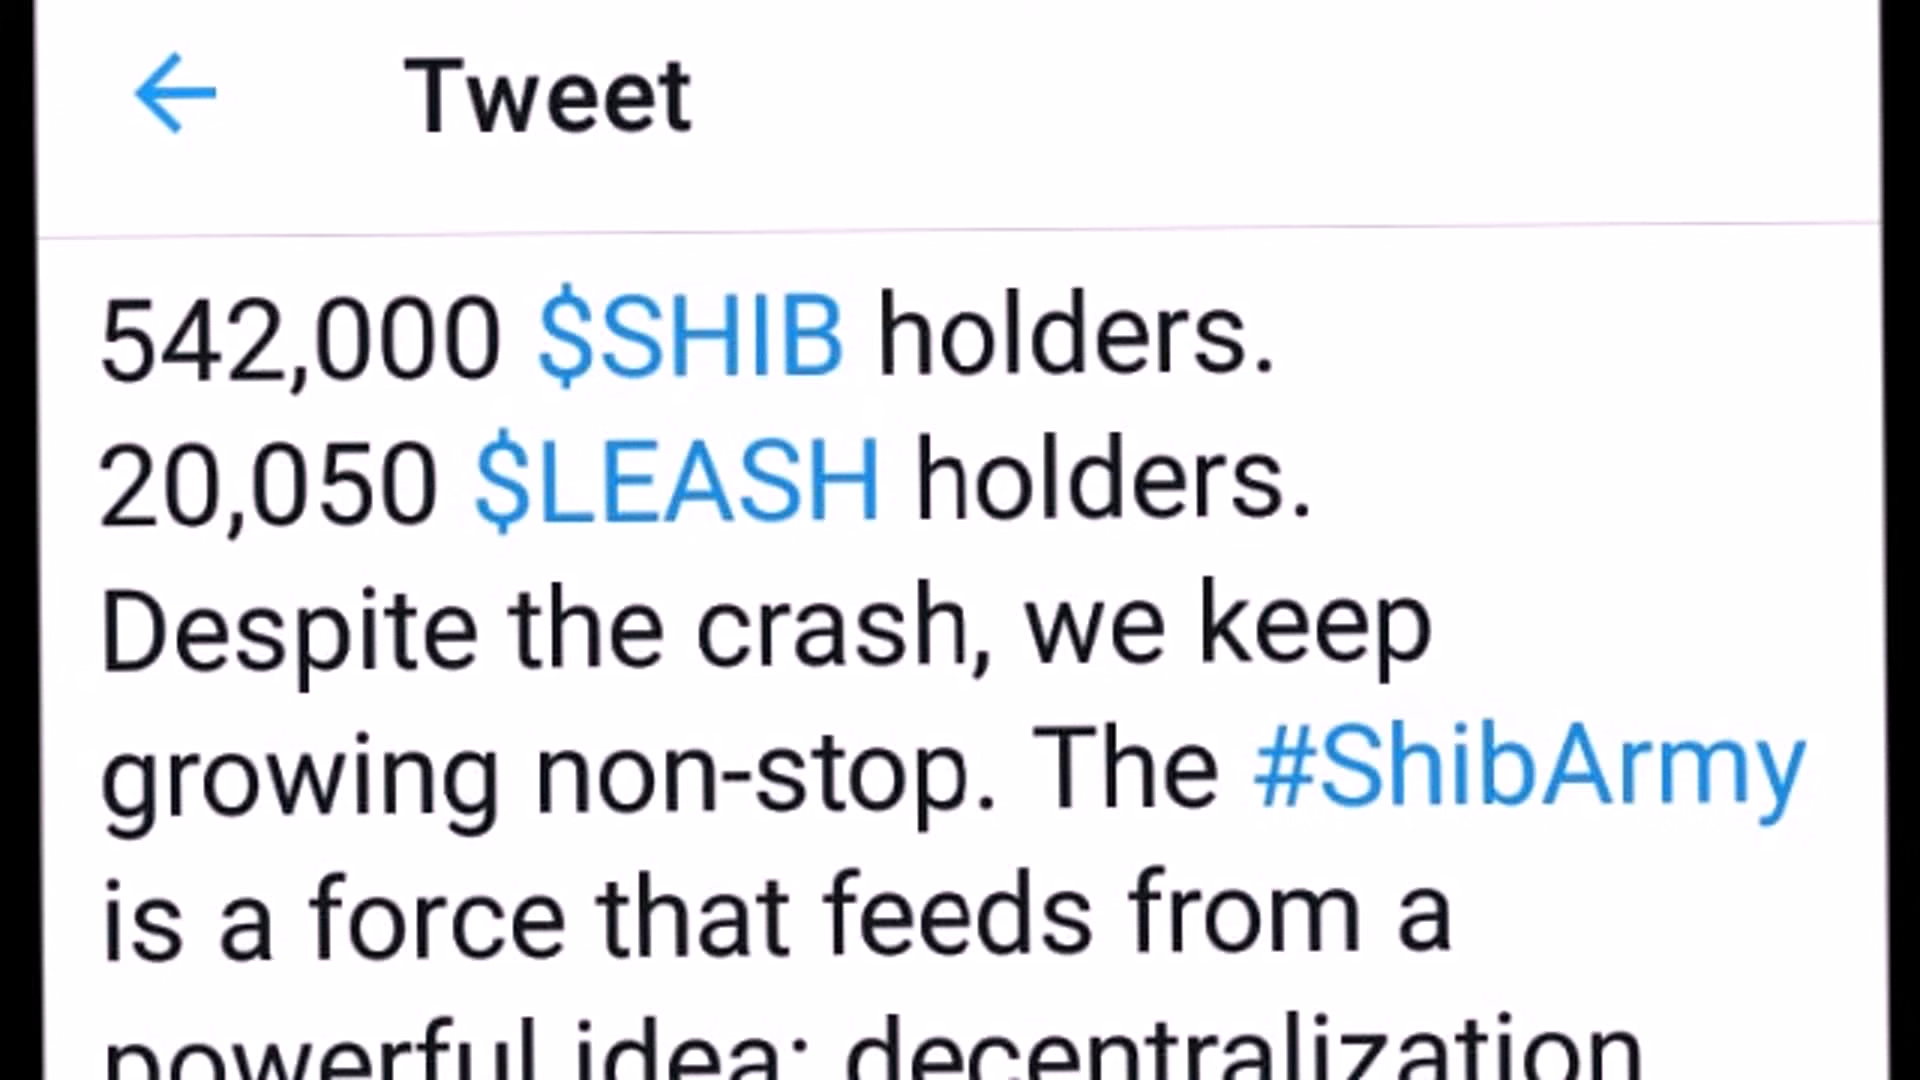 Tweet
542,000 $SHIB holders.
20,050 $LEASH holders.
Despite the crash, we keep
growing non-stop. The #ShibArmy
is a force that feeds from a
powerful idea: decentralization